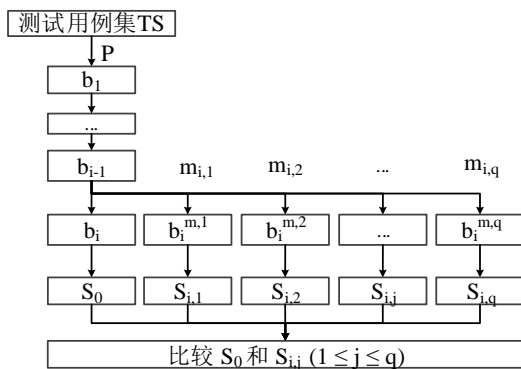 测试用例集TS
P
b₁
...
bᵢ₋₁ mᵢ,₁ mᵢ,₂ ... mᵢ,q
bᵢ bᵢᵐ,¹ bᵢᵐ,² ... bᵢᵐ,q
S₀ Sᵢ,₁ Sᵢ,₂ Sᵢ,ⱼ Sᵢ,q
比较 S₀ 和 Sᵢ,ⱼ (1 ≤ j ≤ q)